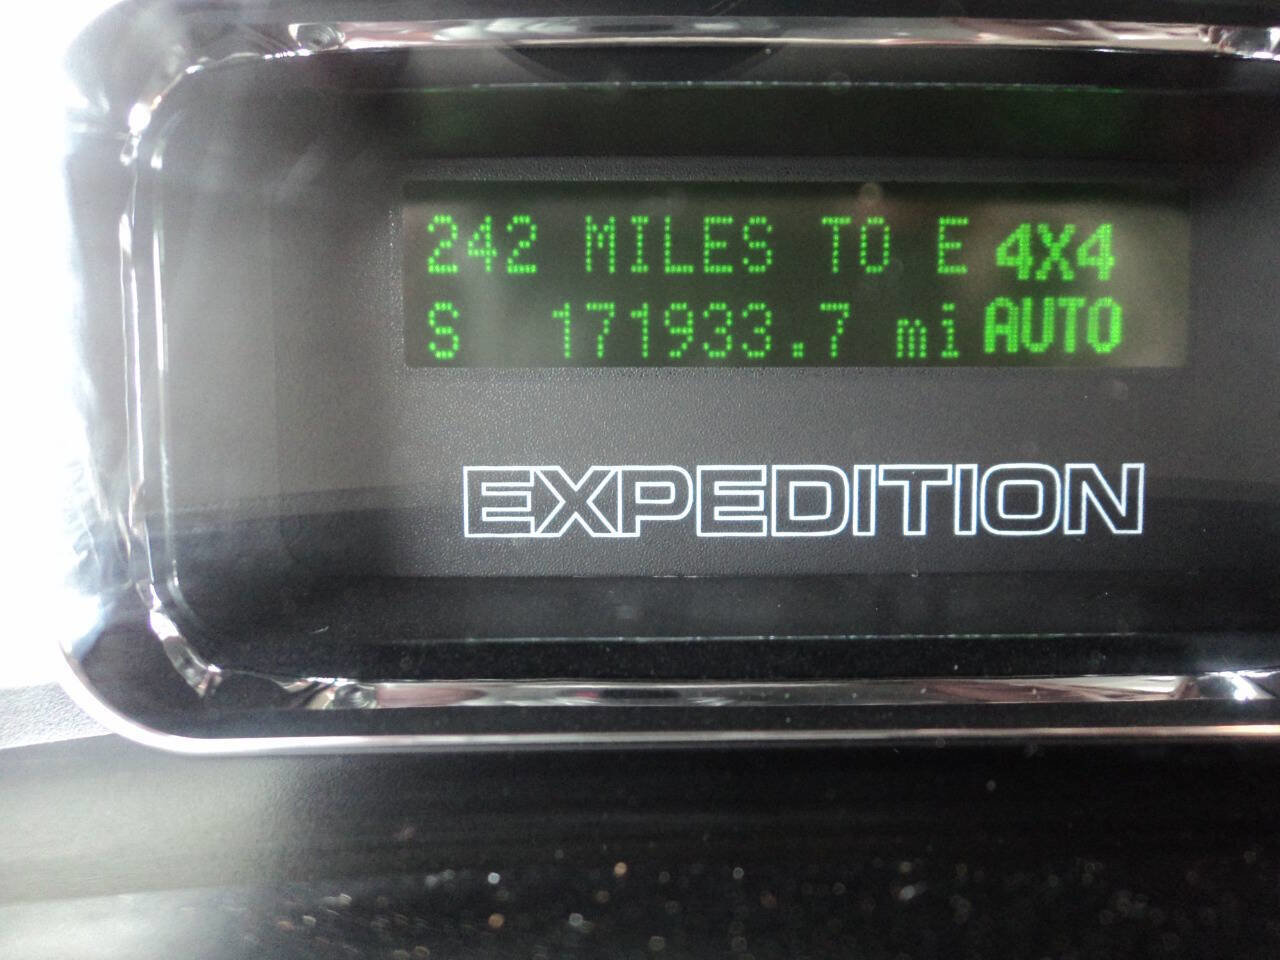 242 MILES TO E 4X4
S 171933.7 mi AUTO
EXPEDITION